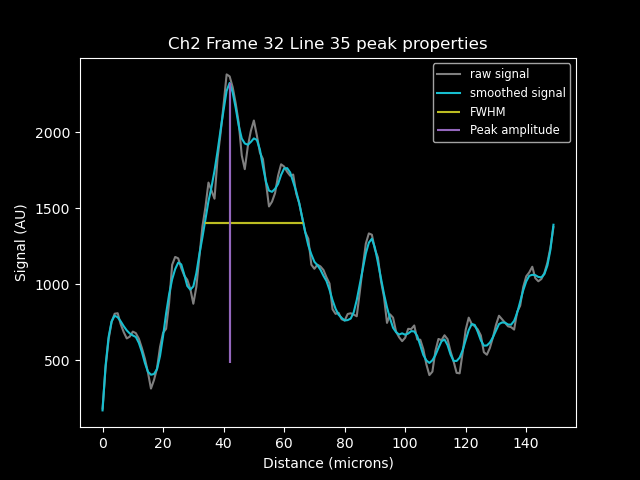 Ch2 Frame 32 Line 35 peak properties
raw signal
smoothed signal
FWHM
Peak amplitude
Signal (AU)
2000
1500
1000
500
0 20 40 60 80 100 120 140
Distance (microns)